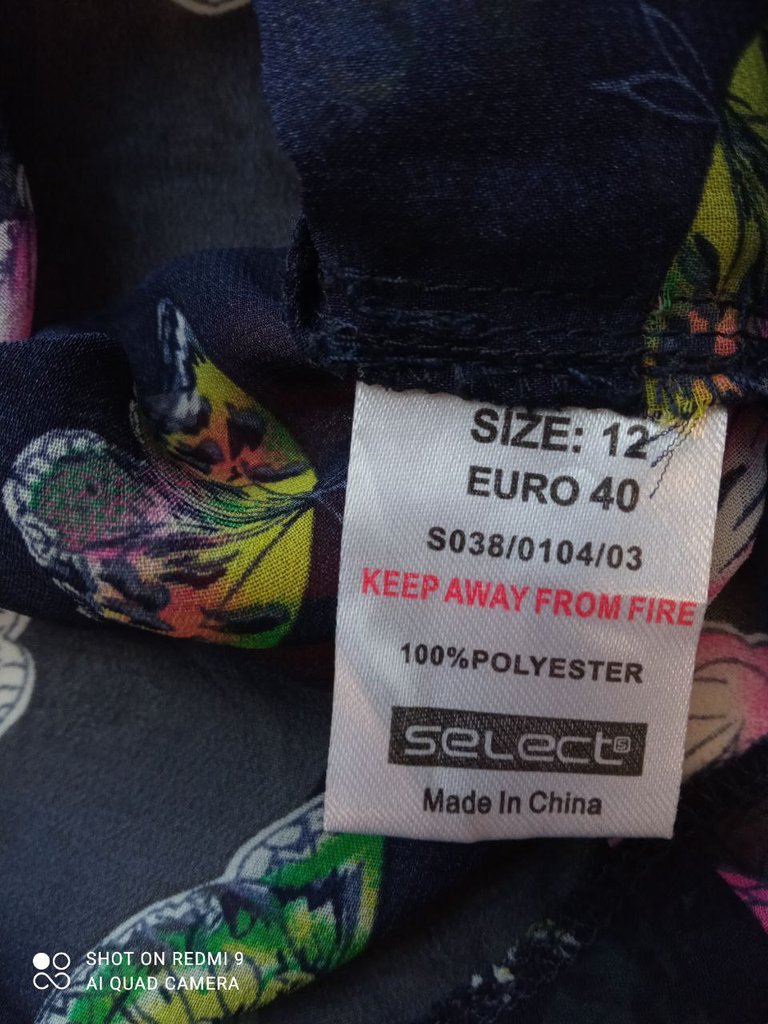 SIZE: 12
EURO 40
S038/0104/03
KEEP AWAY FROM FIRE
100%POLYESTER
select s
Made In China
SHOT ON REDMI 9
AI QUAD CAMERA